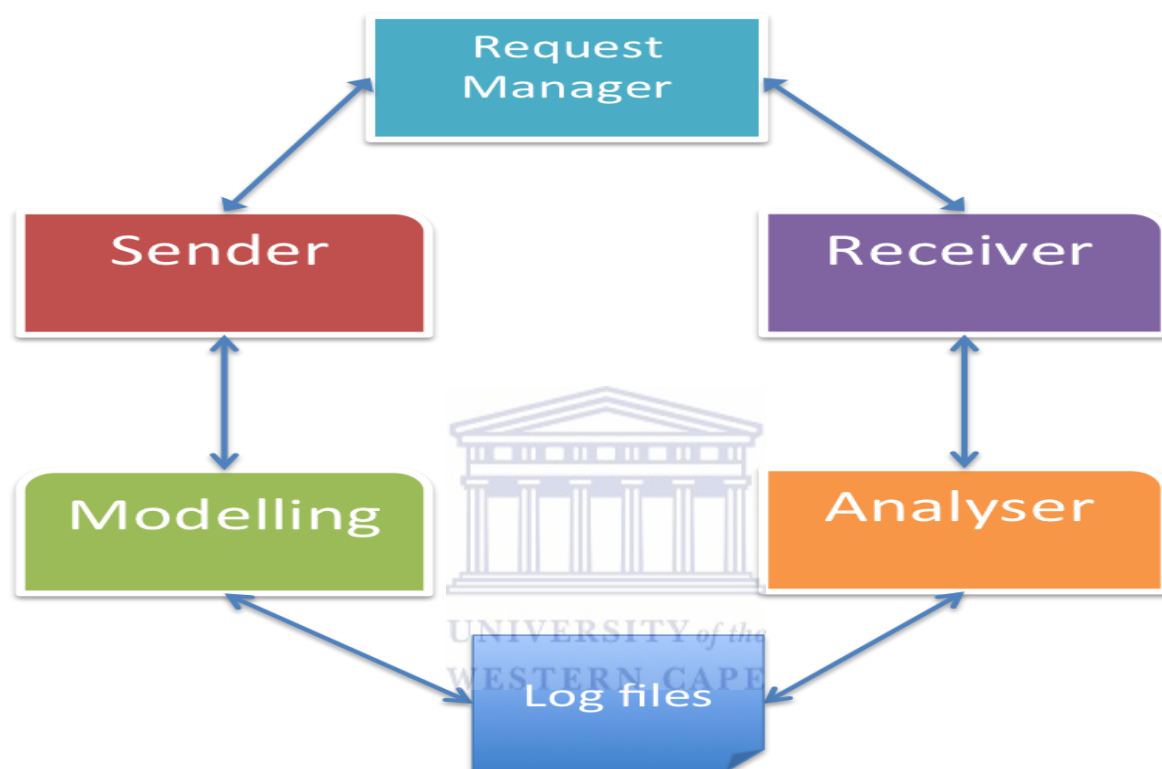 Request
Manager
Sender
Receiver
Modelling
Analyser
UNIVERSITY of the
WESTERN CAPE
Log files